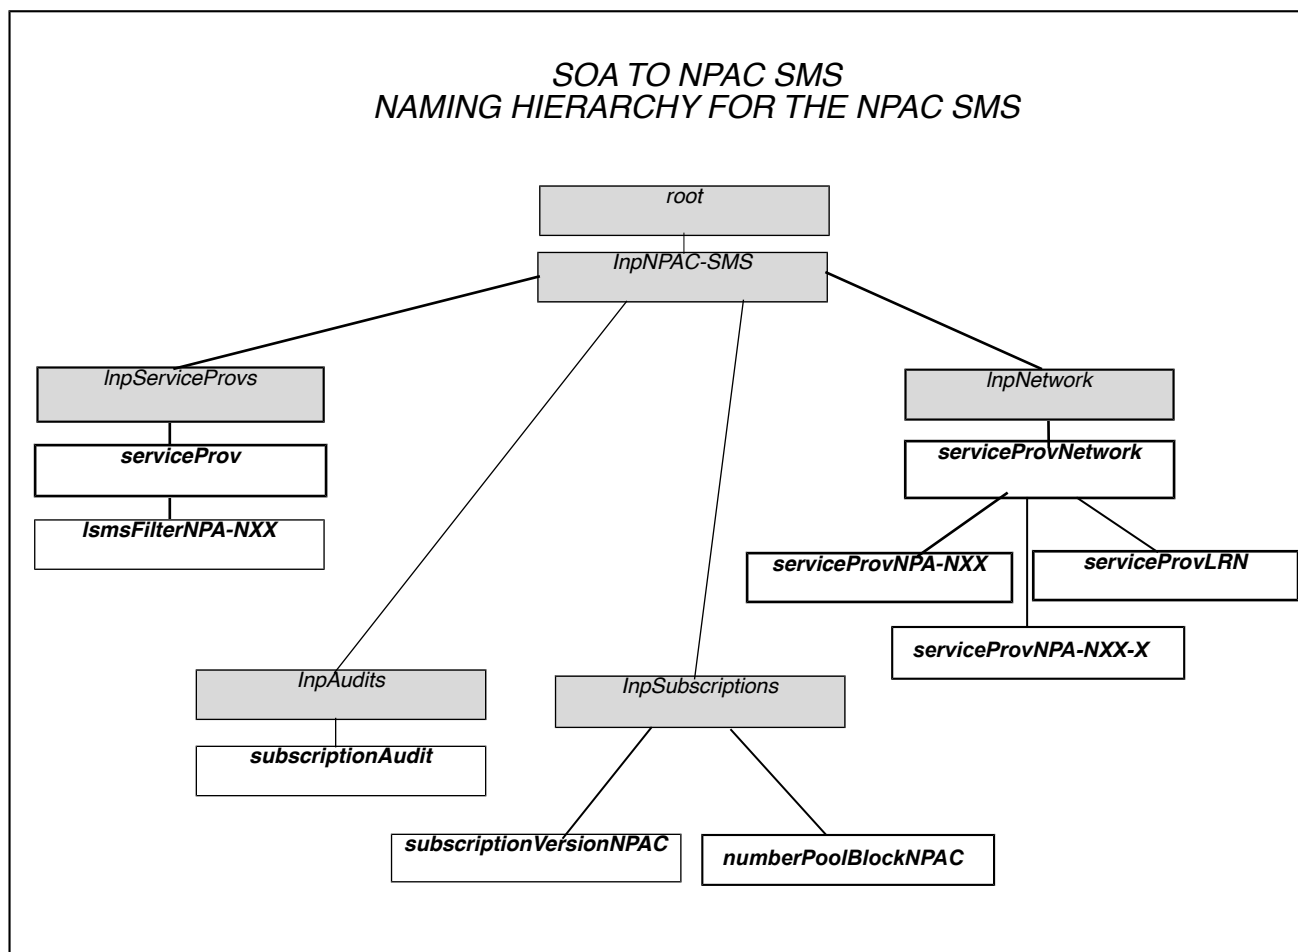 SOA TO NPAC SMS
NAMING HIERARCHY FOR THE NPAC SMS
root
lnpNPAC-SMS
lnpServiceProvs
lnpNetwork
serviceProv
serviceProvNetwork
lsmsFilterNPA-NXX
serviceProvNPA-NXX
serviceProvLRN
serviceProvNPA-NXX-X
lnpAudits
lnpSubscriptions
subscriptionAudit
subscriptionVersionNPAC
numberPoolBlockNPAC